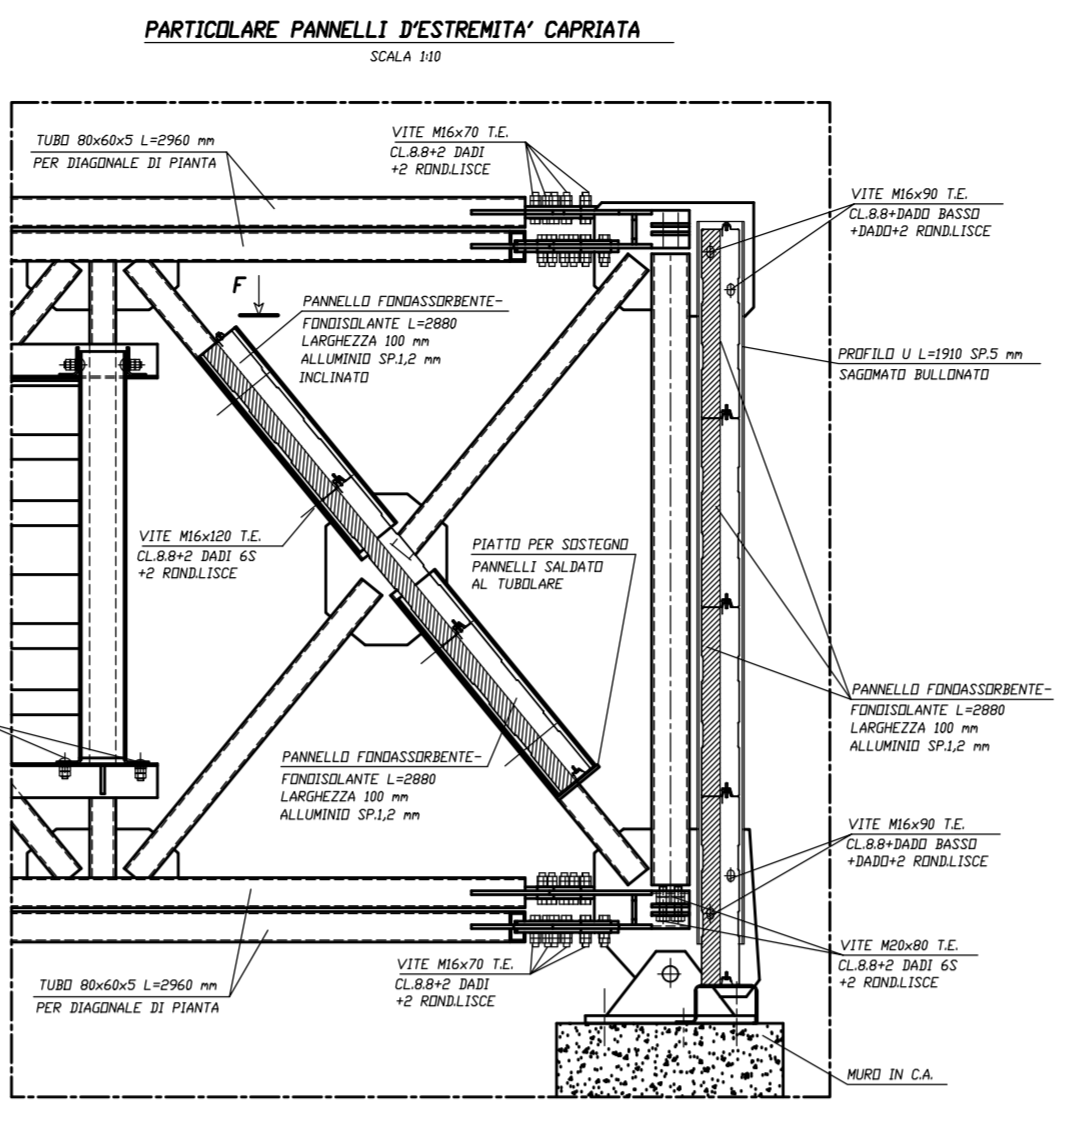 PARTICOLARE PANNELLI D'ESTREMITA' CAPRIATA
SCALA 1:10
TUBO 80x60x5 L=2960 mm
PER DIAGONALE DI PIANTA
VITE M16x70 T.E.
CL.8.8+2 DADI
+2 ROND.LISCE
VITE M16x90 T.E.
CL.8.8+DADO BASSO
+DADO+2 ROND.LISCE
F
PANNELLO FONOASSORBENTE-
FONOISOLANTE L=2880
LARGHEZZA 100 mm
ALLUMINIO SP.1,2 mm
INCLINATO
PROFILO U L=1910 SP.5 mm
SAGOMATO BULLONATO
VITE M16x120 T.E.
CL.8.8+2 DADI 6S
+2 ROND.LISCE
PIATTO PER SOSTEGNO
PANNELLI SALDATO
AL TUBOLARE
PANNELLO FONOASSORBENTE-
FONOISOLANTE L=2880
LARGHEZZA 100 mm
ALLUMINIO SP.1,2 mm
PANNELLO FONOASSORBENTE-
FONOISOLANTE L=2880
LARGHEZZA 100 mm
ALLUMINIO SP.1,2 mm
VITE M16x90 T.E.
CL.8.8+DADO BASSO
+DADO+2 ROND.LISCE
TUBO 80x60x5 L=2960 mm
PER DIAGONALE DI PIANTA
VITE M16x70 T.E.
CL.8.8+2 DADI
+2 ROND.LISCE
VITE M20x80 T.E.
CL.8.8+2 DADI 6S
+2 ROND.LISCE
MURO IN C.A.